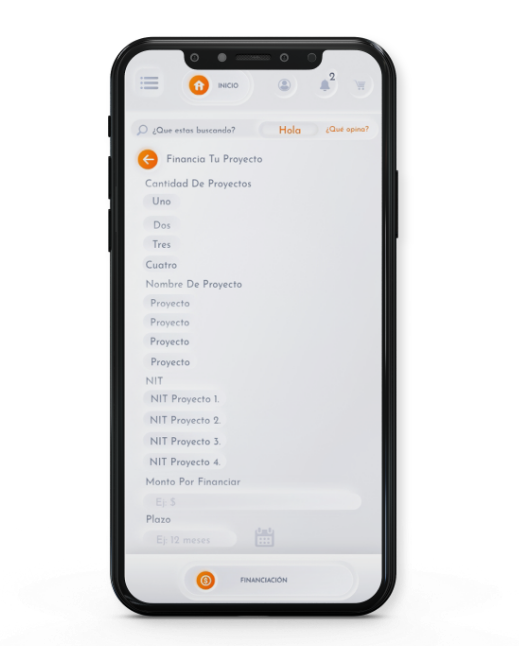 INICIO
2
¿Que estas buscando?
Hola
¿Qué opina?
Financia Tu Proyecto
Cantidad De Proyectos
Uno
Dos
Tres
Cuatro
Nombre De Proyecto
Proyecto
Proyecto
Proyecto
Proyecto
NIT
NIT Proyecto 1.
NIT Proyecto 2.
NIT Proyecto 3.
NIT Proyecto 4.
Monto Por Financiar
Ej: $
Plazo
Ej: 12 meses
FINANCIACIÓN